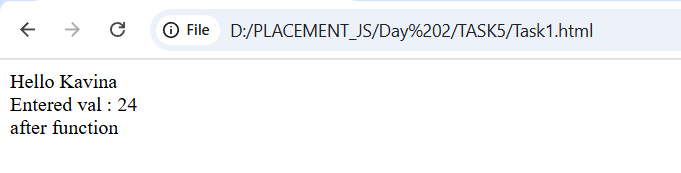 File D:/PLACEMENT_JS/Day%202/TASK5/Task1.html
Hello Kavina
Entered val : 24
after function